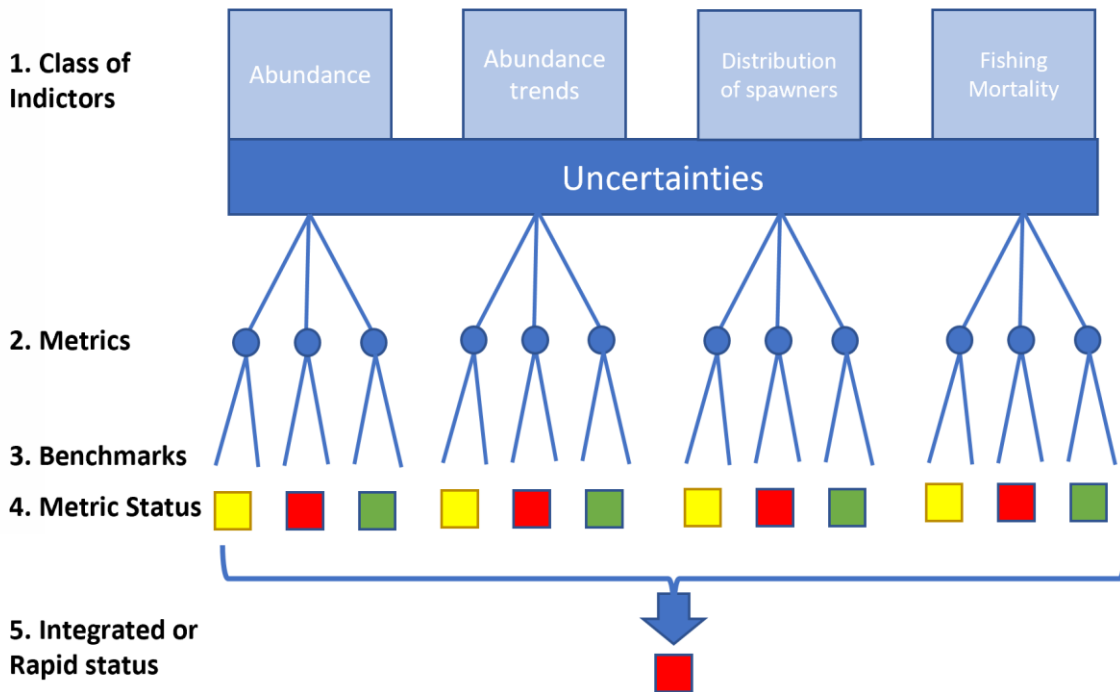 1. Class of
Indictors
Abundance
Abundance
trends
Distribution
of spawners
Fishing
Mortality
Uncertainties
2. Metrics
3. Benchmarks
4. Metric Status
5. Integrated or
Rapid status